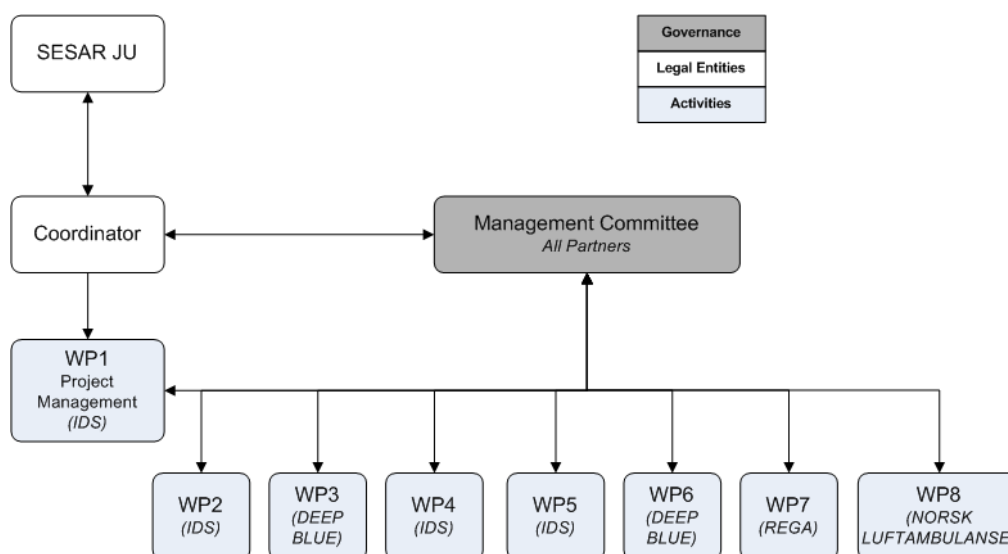 SESAR JU
Governance
Legal Entities
Activities
Coordinator
Management Committee
All Partners
WP1
Project
Management
(IDS)
WP2
(IDS)
WP3
(DEEP
BLUE)
WP4
(IDS)
WP5
(IDS)
WP6
(DEEP
BLUE)
WP7
(REGA)
WP8
(NORSK
LUFTAMBULANSE)